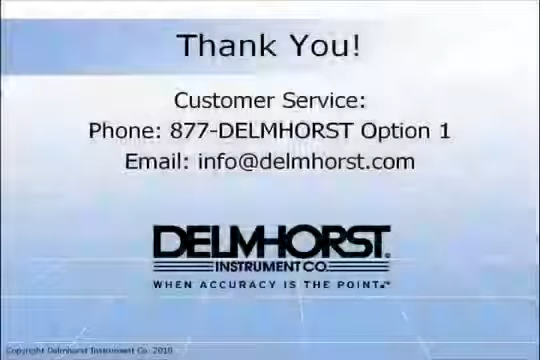 Thank You!
Customer Service:
Phone: 877-DELMHORST Option 1
Email: info@delmhorst.com
DELMHORST®
INSTRUMENT CO.
WHEN ACCURACY IS THE POINT.™
Copyright Delmhorst Instrument Co. 2010